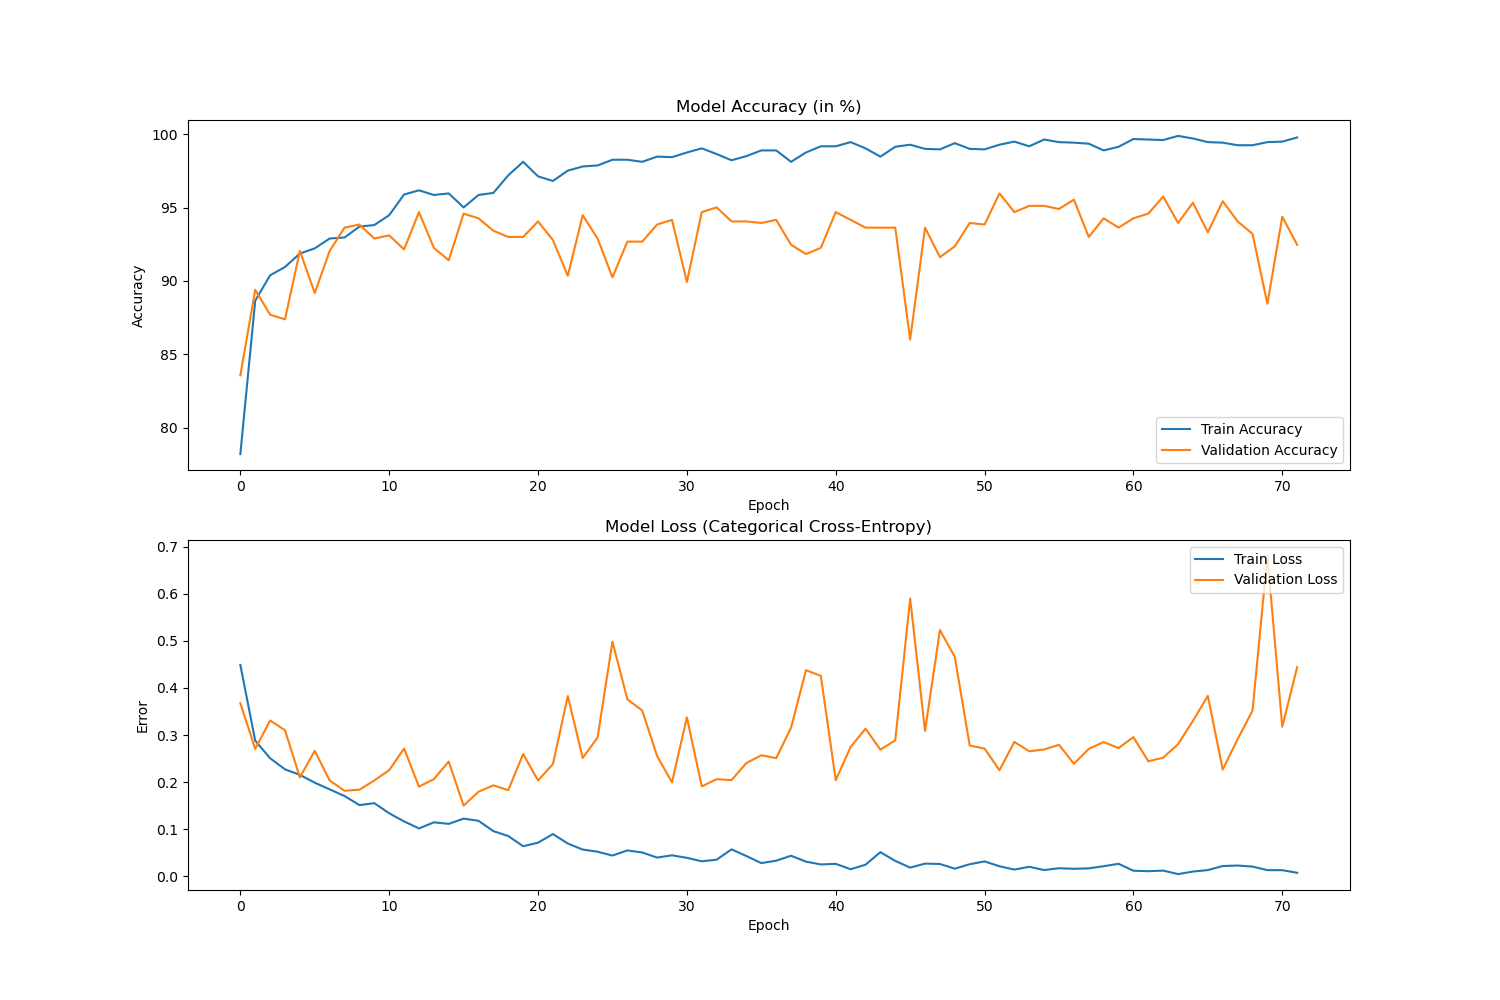 Model Accuracy (in %)
100
95
90
85
80
Accuracy
Train Accuracy
Validation Accuracy
0 10 20 30 40 50 60 70
Epoch
Model Loss (Categorical Cross-Entropy)
0.7
0.6
0.5
0.4
0.3
0.2
0.1
0.0
Error
Train Loss
Validation Loss
0 10 20 30 40 50 60 70
Epoch